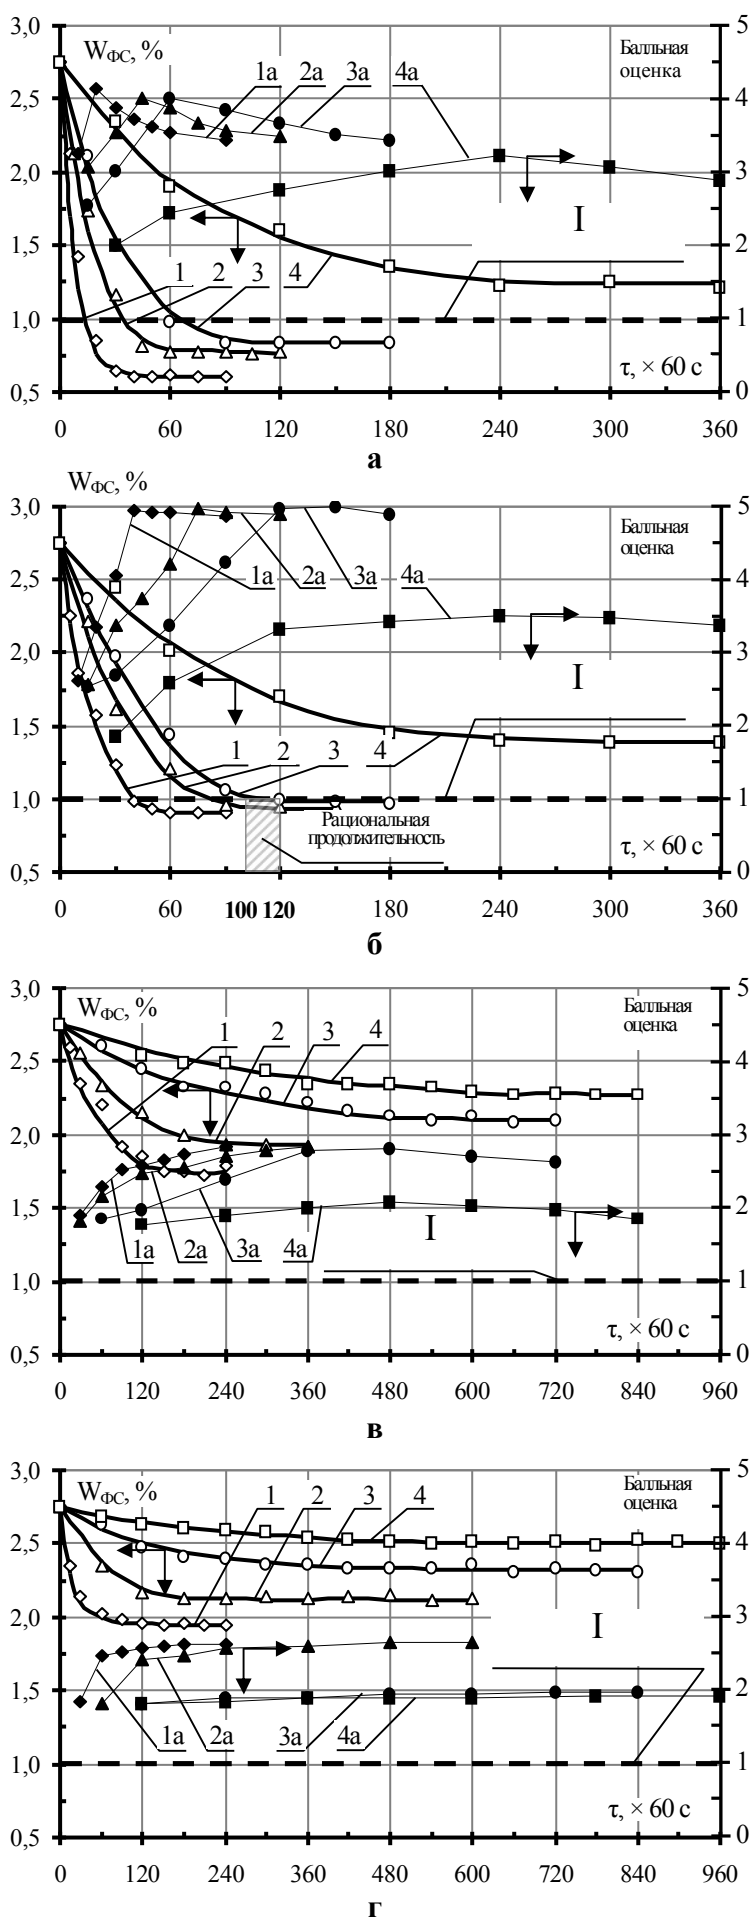 3,0
5
W_ФС, %
Балльная
оценка
1а
2а
3а
4а
2,5
4
2,0
3
I
1,5
2
1
2
3
4
1,0
1
τ, × 60 с
0,5
0
0 60 120 180 240 300 360
а
W_ФС, %
3,0
5
Балльная
оценка
1а
2а
3а
4а
2,5
4
2,0
3
I
1,5
2
1
2
3
4
1,0
1
Рациональная
продолжительность
τ, × 60 с
0,5
0
0 60 100 120 180 240 300 360
б
3,0
5
W_ФС, %
Балльная
оценка
1
2
3
4
2,5
4
2,0
3
1,5
2
1а
2а
3а
4а
I
1,0
1
τ, × 60 с
0,5
0
0 120 240 360 480 600 720 840 960
в
3,0
5
W_ФС, %
Балльная
оценка
1
2
3
4
2,5
4
2,0
3
I
1,5
2
1а
2а
3а
4а
1,0
1
τ, × 60 с
0,5
0
0 120 240 360 480 600 720 840 960
г